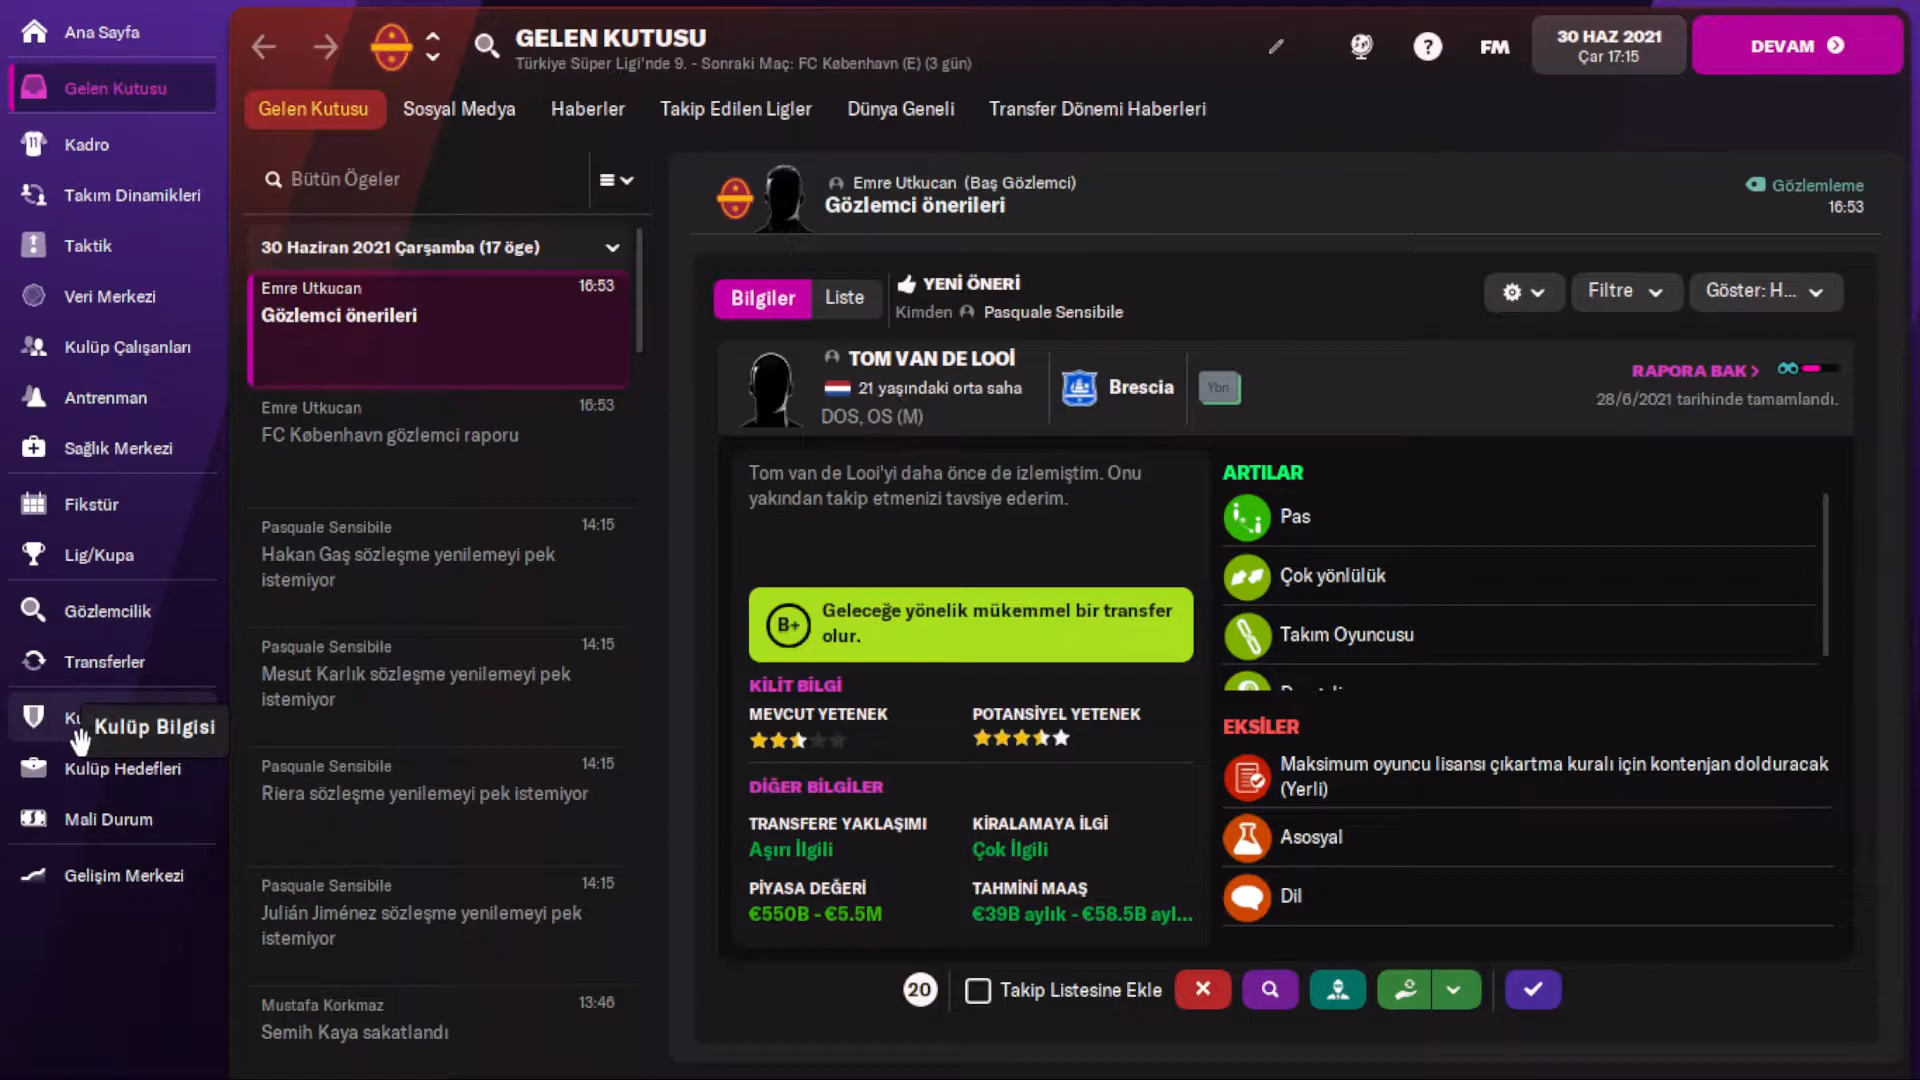 Ana Sayfa
Gelen Kutusu
Kadro
Takım Dinamikleri
Taktik
Veri Merkezi
Kulüp Çalışanları
Antrenman
Sağlık Merkezi
Fikstür
Lig/Kupa
Gözlemcilik
Transferler
Kulüp Bilgisi
Kulüp Hedefleri
Mali Durum
Gelişim Merkezi
GELEN KUTUSU
Türkiye Süper Ligi'nde 9. - Sonraki Maç: FC København (E) (3 gün)
FM
30 HAZ 2021
Çar 17:15
DEVAM
Gelen Kutusu
Sosyal Medya
Haberler
Takip Edilen Ligler
Dünya Geneli
Transfer Dönemi Haberleri
Bütün Ögeler
30 Haziran 2021 Çarşamba (17 öge)
Emre Utkucan 16:53
Gözlemci önerileri
Emre Utkucan 16:53
FC København gözlemci raporu
Pasquale Sensibile 14:15
Hakan Gaş sözleşme yenilemeyi pek
istemiyor
Pasquale Sensibile 14:15
Mesut Karlık sözleşme yenilemeyi pek
istemiyor
Pasquale Sensibile 14:15
Riera sözleşme yenilemeyi pek istemiyor
Pasquale Sensibile 14:15
Julián Jiménez sözleşme yenilemeyi pek
istemiyor
Mustafa Korkmaz 13:46
Semih Kaya sakatlandı
Emre Utkucan (Baş Gözlemci)
Gözlemci önerileri
Gözlemleme
16:53
Bilgiler
Liste
YENİ ÖNERİ
Kimden Pasquale Sensibile
Filtre
Göster: H...
TOM VAN DE LOOİ
21 yaşındaki orta saha
DOS, OS (M)
Brescia
Ybn
RAPORA BAK >
28/6/2021 tarihinde tamamlandı.
Tom van de Looi'yi daha önce de izlemiştim. Onu
yakından takip etmenizi tavsiye ederim.
B+
Geleceğe yönelik mükemmel bir transfer
olur.
KİLİT BİLGİ
MEVCUT YETENEK
POTANSİYEL YETENEK
DİĞER BİLGİLER
TRANSFERE YAKLAŞIMI
Aşırı İlgili
KİRALAMAYA İLGİ
Çok İlgili
PİYASA DEĞERİ
€550B - €5.5M
TAHMİNİ MAAŞ
€39B aylık - €58.5B ayl...
ARTILAR
Pas
Çok yönlülük
Takım Oyuncusu
EKSİLER
Maksimum oyuncu lisansı çıkartma kuralı için kontenjan dolduracak
(Yerli)
Asosyal
Dil
20
Takip Listesine Ekle